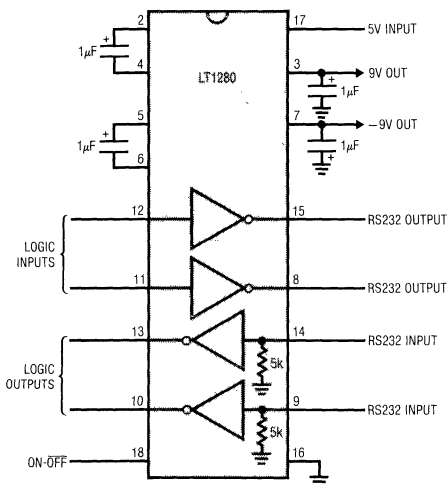 2 17 5V INPUT
1μF + LT1280
4 3 9V OUT
+ 1μF
5 7 −9V OUT
1μF + 1μF +
6
12 15 RS232 OUTPUT
LOGIC INPUTS
11 8 RS232 OUTPUT
13 14 RS232 INPUT
5k
LOGIC OUTPUTS
10 9 RS232 INPUT
5k
ON-OFF 18 16